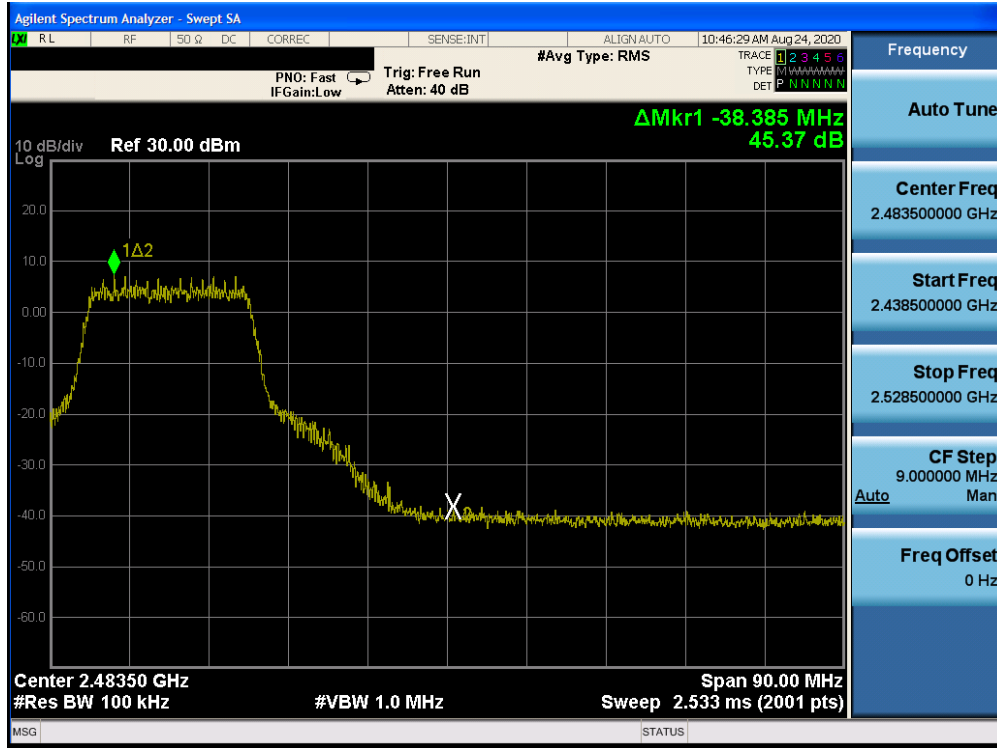 Agilent Spectrum Analyzer - Swept SA
LXI RL RF 50 Ω DC CORREC SENSE:INT ALIGN AUTO 10:46:29 AM Aug 24, 2020
#Avg Type: RMS TRACE 1 2 3 4 5 6
PNO: Fast Trig: Free Run TYPE M WWWWW
IFGain:Low Atten: 40 dB DET P N N N N N
ΔMkr1 -38.385 MHz
45.37 dB
10 dB/div Ref 30.00 dBm
Log
20.0
1Δ2
10.0
0.00
-10.0
-20.0
-30.0
-40.0
-50.0
-60.0
Center 2.48350 GHz Span 90.00 MHz
#Res BW 100 kHz #VBW 1.0 MHz Sweep 2.533 ms (2001 pts)
MSG STATUS
Frequency
Auto Tune
Center Freq
2.483500000 GHz
Start Freq
2.438500000 GHz
Stop Freq
2.528500000 GHz
CF Step
9.000000 MHz
Auto Man
Freq Offset
0 Hz